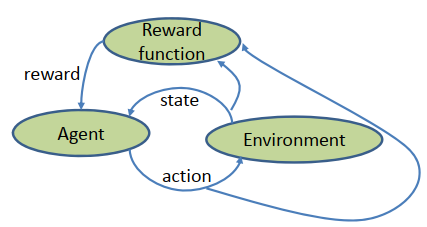 Reward
function
reward
state
Agent
Environment
action